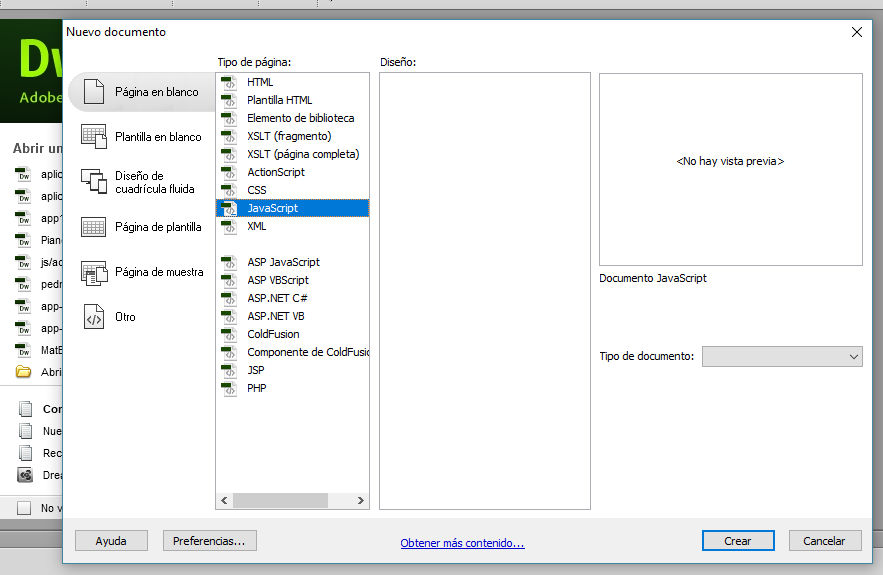 Nuevo documento
Dw
Adobe
Abrir un
aplic
aplic
app
Pian
js/ac
pedr
app-
app-
MatE
Abri
Cor
Nue
Rec
Drea
No v
Página en blanco
Plantilla en blanco
Diseño de
cuadrícula fluida
Página de plantilla
Página de muestra
Otro
Tipo de página:
HTML
Plantilla HTML
Elemento de biblioteca
XSLT (fragmento)
XSLT (página completa)
ActionScript
CSS
JavaScript
XML
ASP JavaScript
ASP VBScript
ASP.NET C#
ASP.NET VB
ColdFusion
Componente de ColdFusio
JSP
PHP
Diseño:
<No hay vista previa>
Documento JavaScript
Tipo de documento:
Ayuda
Preferencias...
Obtener más contenido...
Crear
Cancelar